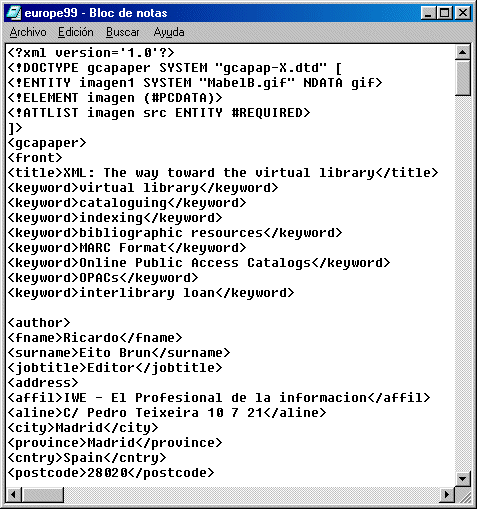 europe99 - Bloc de notas
Archivo Edición Buscar Ayuda
<?xml version='1.0'?>
<!DOCTYPE gcapaper SYSTEM "gcapap-X.dtd" [
<!ENTITY imagen1 SYSTEM "MabelB.gif" NDATA gif>
<!ELEMENT imagen (#PCDATA)>
<!ATTLIST imagen src ENTITY #REQUIRED>
]>
<gcapaper>
<front>
<title>XML: The way toward the virtual library</title>
<keyword>virtual library</keyword>
<keyword>cataloguing</keyword>
<keyword>indexing</keyword>
<keyword>bibliographic resources</keyword>
<keyword>MARC Format</keyword>
<keyword>Online Public Access Catalogs</keyword>
<keyword>OPACs</keyword>
<keyword>interlibrary loan</keyword>
<author>
<fname>Ricardo</fname>
<surname>Eito Brun</surname>
<jobtitle>Editor</jobtitle>
<address>
<affil>IWE - El Profesional de la informacion</affil>
<aline>C/ Pedro Teixeira 10 7 21</aline>
<city>Madrid</city>
<province>Madrid</province>
<cntry>Spain</cntry>
<postcode>28020</postcode>